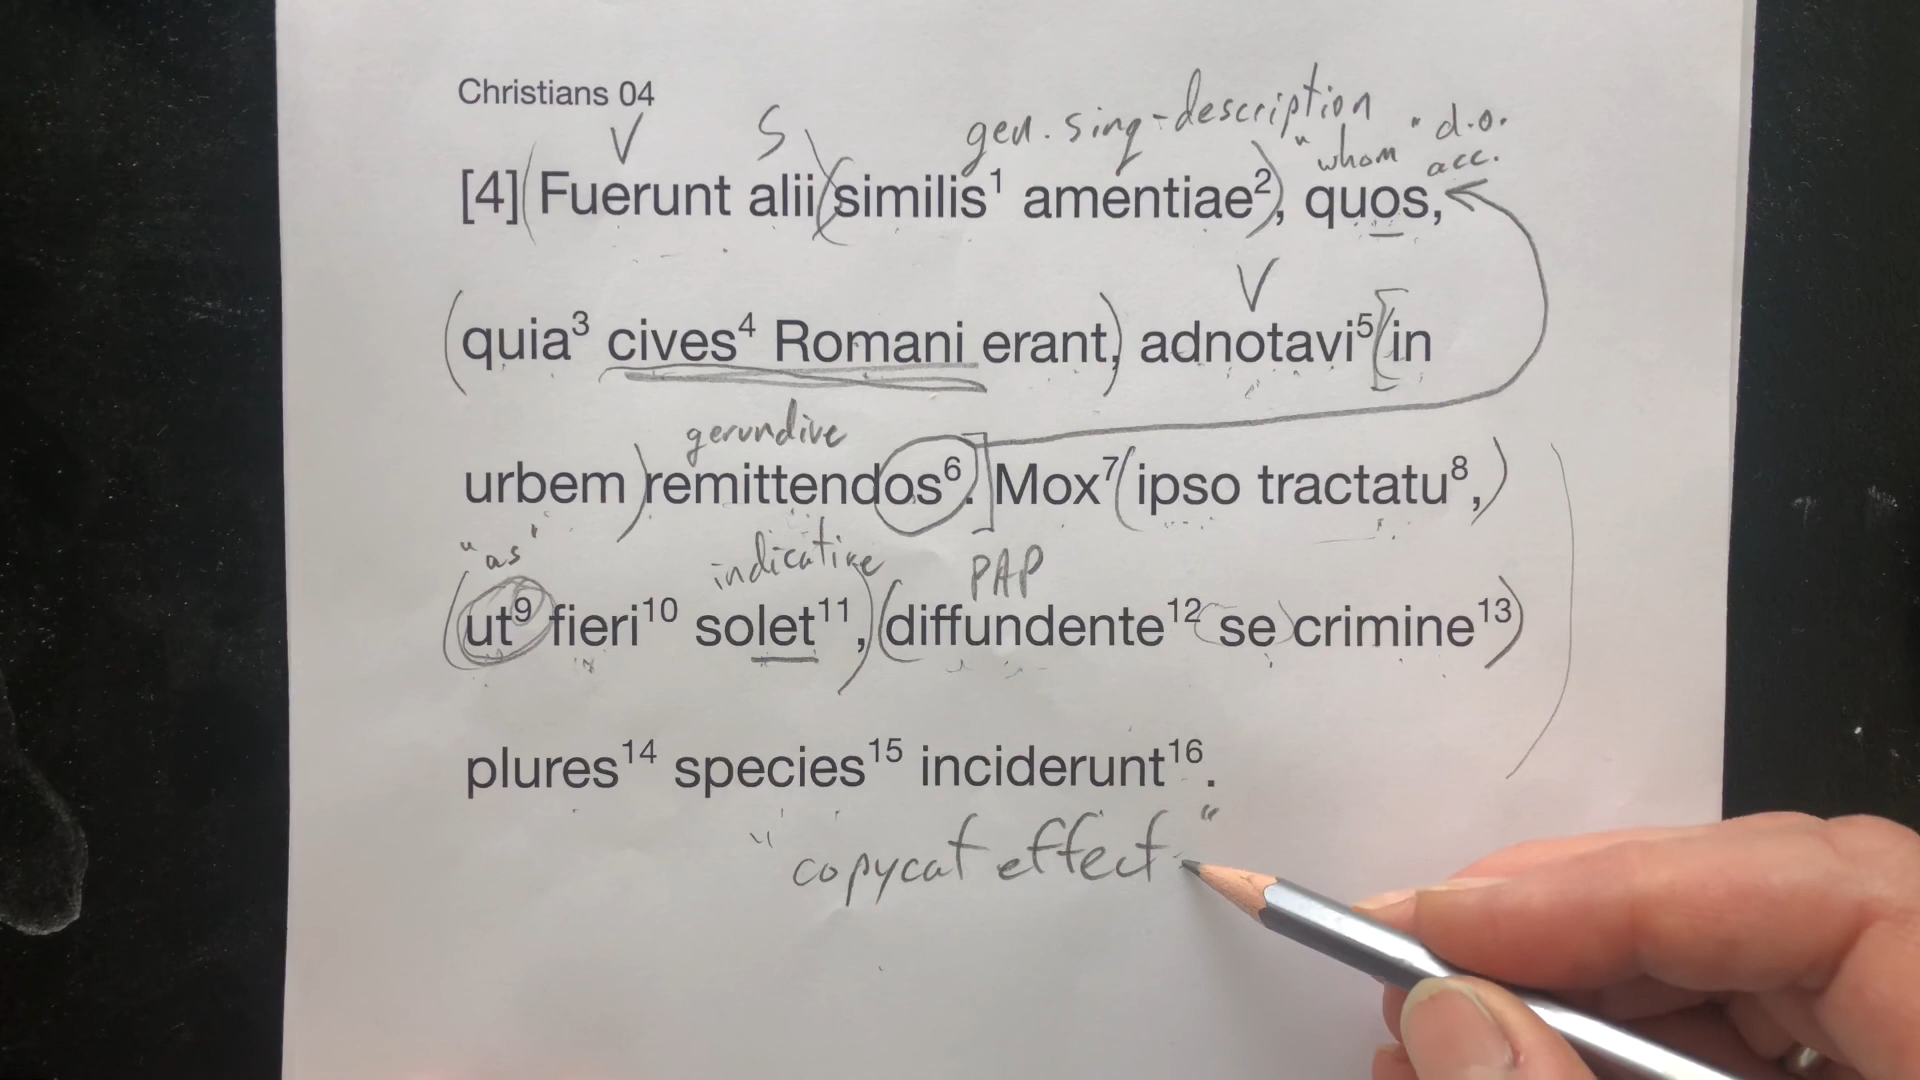 Christians 04
V S gen. sing - description "whom" d.o. acc.
[4] Fuerunt alii similis¹ amentiae², quos,
V
quia³ cives⁴ Romani erant, adnotavi⁵ in
gerundive
urbem remittendos⁶. Mox⁷ ipso tractatu⁸,
"as" indicative PAP
ut⁹ fieri¹⁰ solet¹¹, diffundente¹² se crimine¹³
plures¹⁴ species¹⁵ inciderunt¹⁶.
"copycat effect"